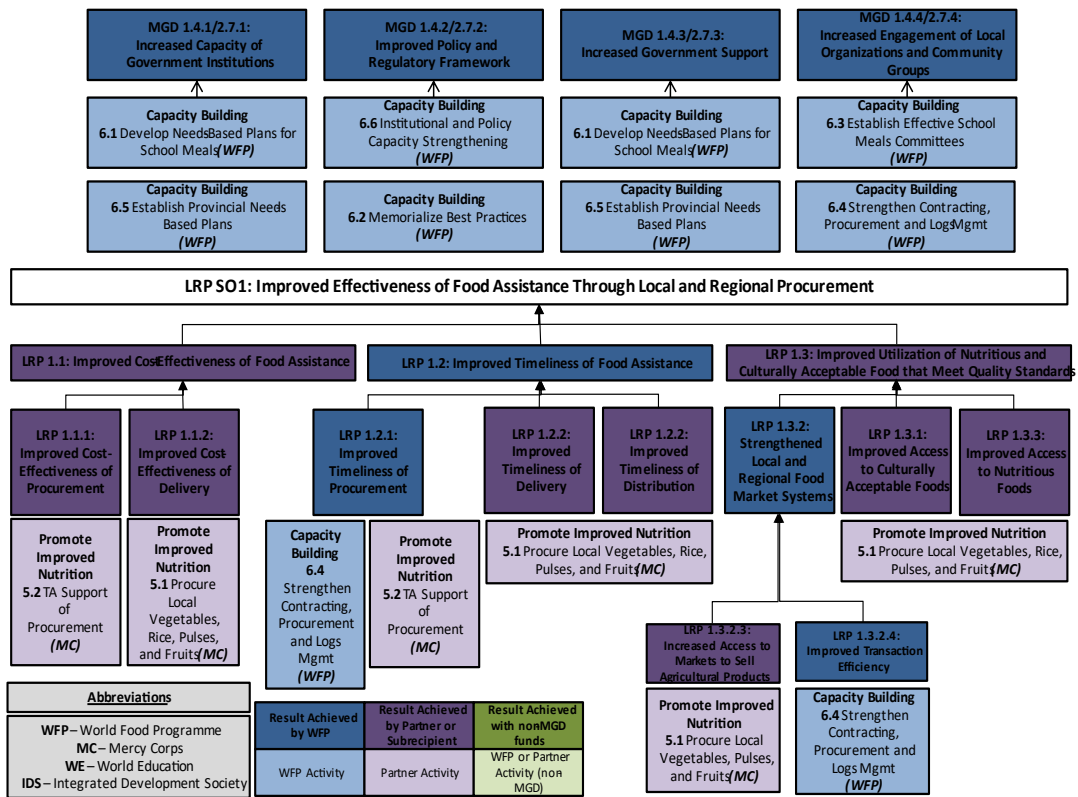 MGD 1.4.1/2.7.1:
Increased Capacity of
Government Institutions
MGD 1.4.2/2.7.2:
Improved Policy and
Regulatory Framework
MGD 1.4.3/2.7.3:
Increased Government Support
MGD 1.4.4/2.7.4:
Increased Engagement of Local
Organizations and Community
Groups
Capacity Building
6.1 Develop NeedsBased Plans for
School Meals(WFP)
Capacity Building
6.6 Institutional and Policy
Capacity Strengthening
(WFP)
Capacity Building
6.1 Develop NeedsBased Plans for
School Meals(WFP)
Capacity Building
6.3 Establish Effective School
Meals Committees
(WFP)
Capacity Building
6.5 Establish Provincial Needs
Based Plans
(WFP)
Capacity Building
6.2 Memorialize Best Practices
(WFP)
Capacity Building
6.5 Establish Provincial Needs
Based Plans
(WFP)
Capacity Building
6.4 Strengthen Contracting,
Procurement and LogsMgmt
(WFP)
LRP SO1: Improved Effectiveness of Food Assistance Through Local and Regional Procurement
LRP 1.1: Improved Cost-Effectiveness of Food Assistance
LRP 1.2: Improved Timeliness of Food Assistance
LRP 1.3: Improved Utilization of Nutritious and
Culturally Acceptable Food that Meet Quality Standards
LRP 1.1.1:
Improved Cost-
Effectiveness of
Procurement
LRP 1.1.2:
Improved Cost
Effectiveness of
Delivery
LRP 1.2.1:
Improved
Timeliness of
Procurement
LRP 1.2.2:
Improved
Timeliness of
Delivery
LRP 1.2.2:
Improved
Timeliness of
Distribution
LRP 1.3.2:
Strengthened
Local and
Regional Food
Market Systems
LRP 1.3.1:
Improved Access
to Culturally
Acceptable Foods
LRP 1.3.3:
Improved Access
to Nutritious
Foods
Promote
Improved
Nutrition
5.2 TA Support
of
Procurement
(MC)
Promote
Improved
Nutrition
5.1 Procure
Local
Vegetables,
Rice, Pulses,
and Fruits(MC)
Capacity
Building
6.4
Strengthen
Contracting,
Procurement
and Logs
Mgmt
(WFP)
Promote
Improved
Nutrition
5.2 TA
Support of
Procurement
(MC)
Promote Improved Nutrition
5.1 Procure Local Vegetables, Rice,
Pulses, and Fruits(MC)
Promote Improved Nutrition
5.1 Procure Local Vegetables, Rice,
Pulses, and Fruits(MC)
LRP 1.3.2.3:
Increased Access to
Markets to Sell
Agricultural Products
LRP 1.3.2.4:
Improved Transaction
Efficiency
Promote Improved
Nutrition
5.1 Procure Local
Vegetables, Pulses,
and Fruits(MC)
Capacity Building
6.4 Strengthen
Contracting,
Procurement and
Logs Mgmt
(WFP)
Abbreviations
WFP – World Food Programme
MC – Mercy Corps
WE – World Education
IDS – Integrated Development Society
Result Achieved
by WFP
Result Achieved
by Partner or
Subrecipient
Result Achieved
with nonMGD
funds
WFP Activity
Partner Activity
WFP or Partner
Activity (non-
MGD)